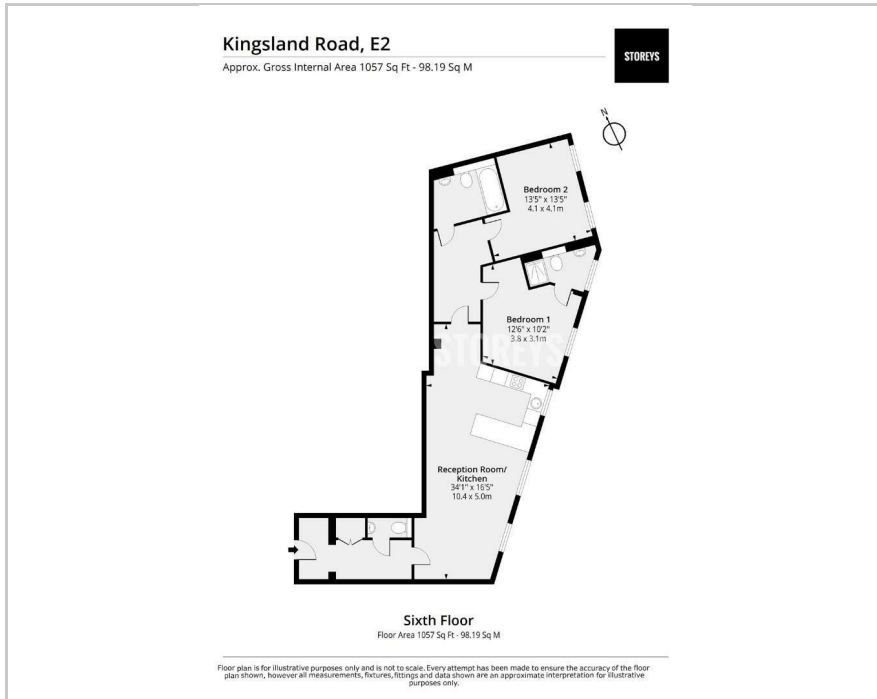 Kingsland Road, E2
Approx. Gross Internal Area 1057 Sq Ft - 98.19 Sq M
STOREYS
N
Bedroom 2
13'5" x 13'5"
4.1 x 4.1m
Bedroom 1
12'6" x 10'2"
3.8 x 3.1m
STOREYS
Reception Room/
Kitchen
34'1" x 16'5"
10.4 x 5.0m
Sixth Floor
Floor Area 1057 Sq Ft - 98.19 Sq M
Floor plan is for illustrative purposes only and is not to scale. Every attempt has been made to ensure the accuracy of the floor
plan shown, however all measurements, fixtures, fittings and data shown are an approximate interpretation for illustrative
purposes only.